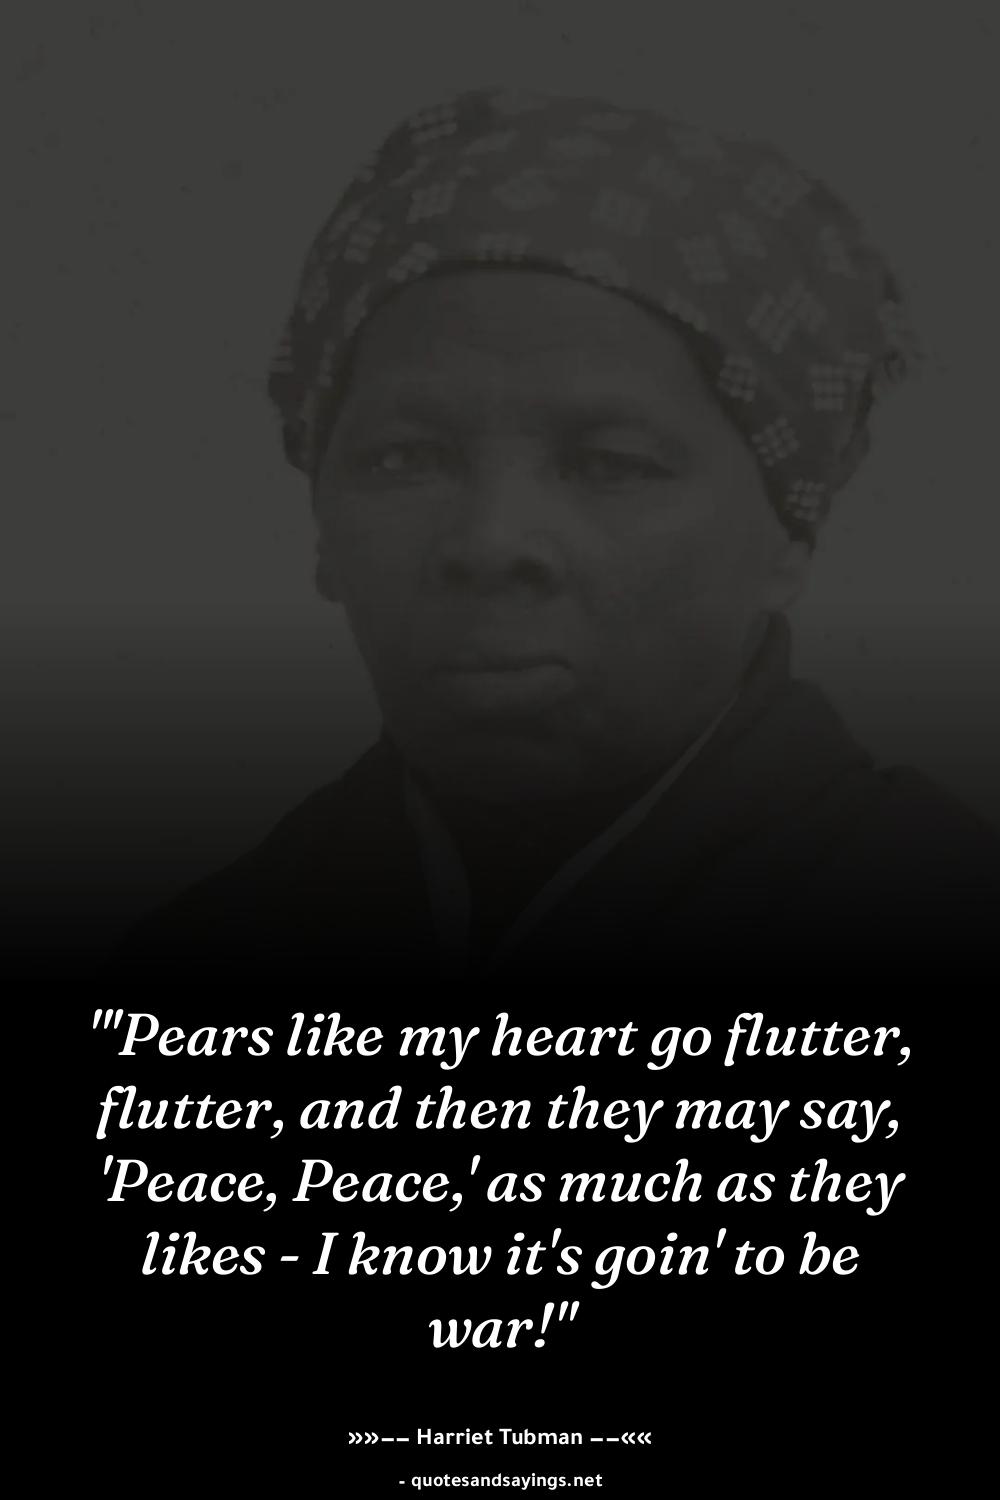 "'Pears like my heart go flutter,
flutter, and then they may say,
'Peace, Peace,' as much as they
likes - I know it's goin' to be
war!"
»»–– Harriet Tubman ––««
- quotesandsayings.net